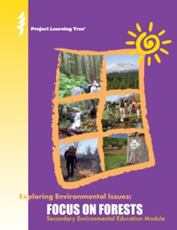 Project Learning Tree®
Exploring Environmental Issues:
FOCUS ON FORESTS
Secondary Environmental Education Module